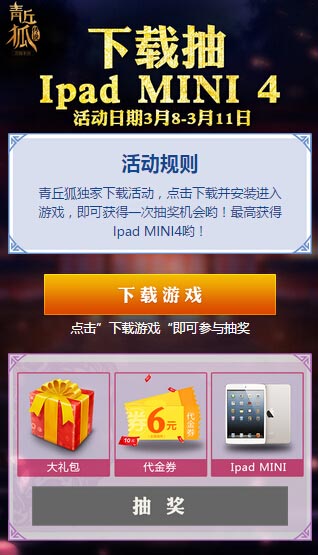 青丘狐
下载抽
Ipad MINI 4
活动日期3月8-3月11日
活动规则
青丘狐独家下载活动，点击下载并安装进入
游戏，即可获得一次抽奖机会哟！最高获得
Ipad MINI4哟！
下载游戏
点击”下载游戏“即可参与抽奖
券6元
代金券
大礼包
代金券
Ipad MINI
抽 奖